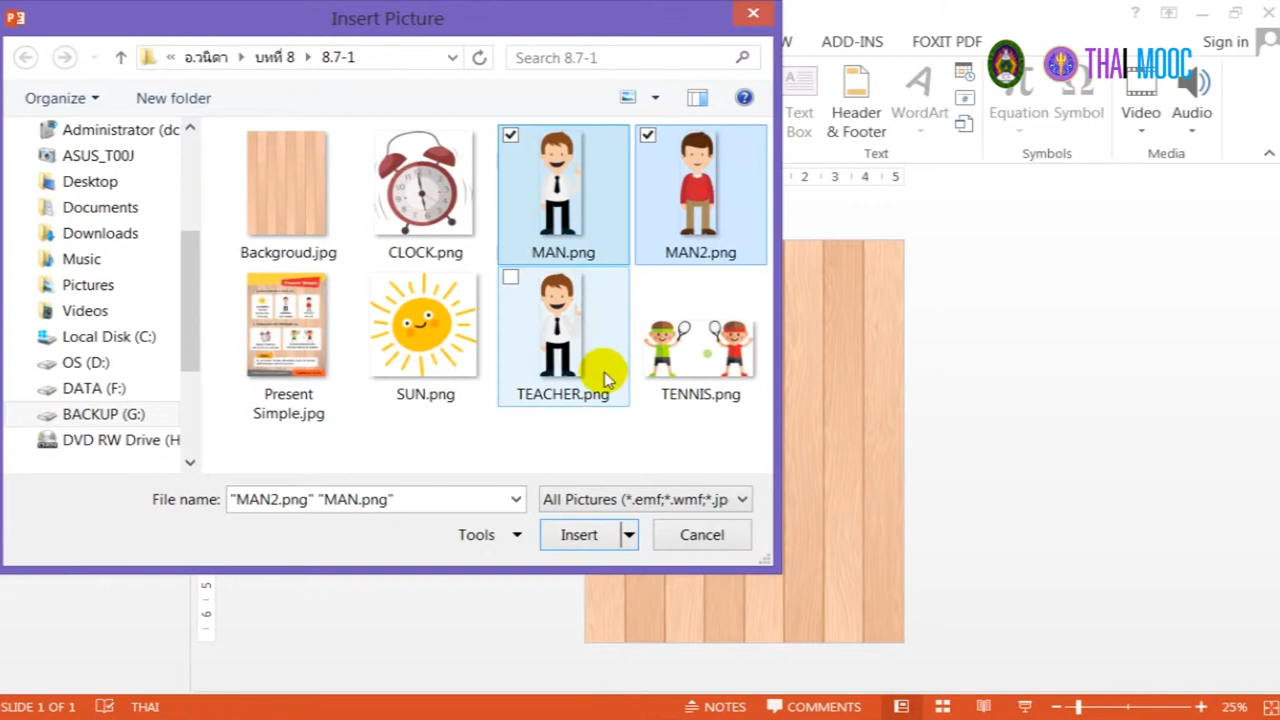 Insert Picture
« อ.วนิดา บทที่ 8 8.7-1
Search 8.7-1
Organize
New folder
Administrator (dc
ASUS_T00J
Desktop
Documents
Downloads
Music
Pictures
Videos
Local Disk (C:)
OS (D:)
DATA (F:)
BACKUP (G:)
DVD RW Drive (H
Backgroud.jpg
CLOCK.png
MAN.png
MAN2.png
Present
Simple.jpg
SUN.png
TEACHER.png
TENNIS.png
File name:
"MAN2.png" "MAN.png"
All Pictures (*.emf;*.wmf;*.jp
Tools
Insert
Cancel
W
ADD-INS
FOXIT PDF
Sign in
THAI MOOC
Text
Box
Header
& Footer
WordArt
Equation
Symbol
Video
Audio
Text
Symbols
Media
2 3 4 5
5
6
SLIDE 1 OF 1
THAI
NOTES
COMMENTS
25%